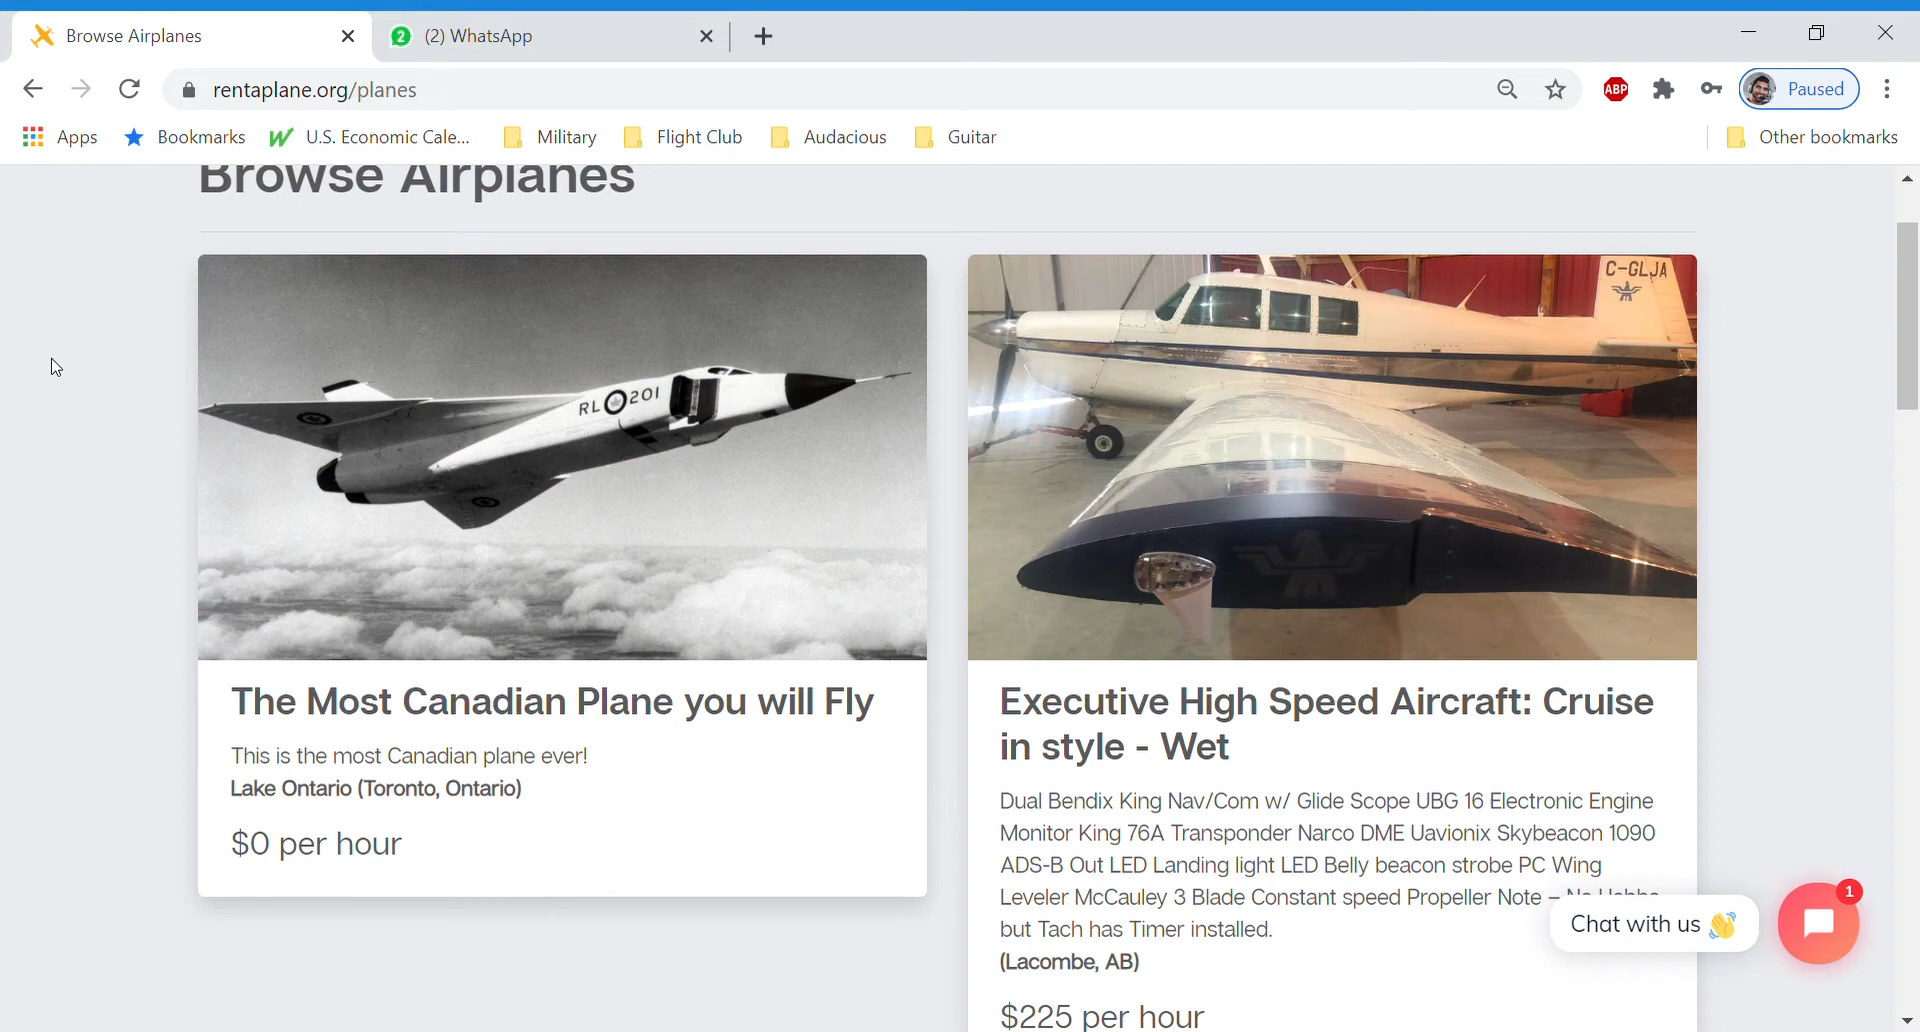 Browse Airplanes
(2) WhatsApp
rentaplane.org/planes
ABP
Paused
Apps
Bookmarks
U.S. Economic Cale...
Military
Flight Club
Audacious
Guitar
Other bookmarks
Browse Airplanes
RL 201
C-GLJA
The Most Canadian Plane you will Fly
This is the most Canadian plane ever!
Lake Ontario (Toronto, Ontario)
$0 per hour
Executive High Speed Aircraft: Cruise
in style - Wet
Dual Bendix King Nav/Com w/ Glide Scope UBG 16 Electronic Engine
Monitor King 76A Transponder Narco DME Uavionix Skybeacon 1090
ADS-B Out LED Landing light LED Belly beacon strobe PC Wing
Leveler McCauley 3 Blade Constant speed Propeller Note – No Hobbs
but Tach has Timer installed.
(Lacombe, AB)
$225 per hour
Chat with us 👋
1